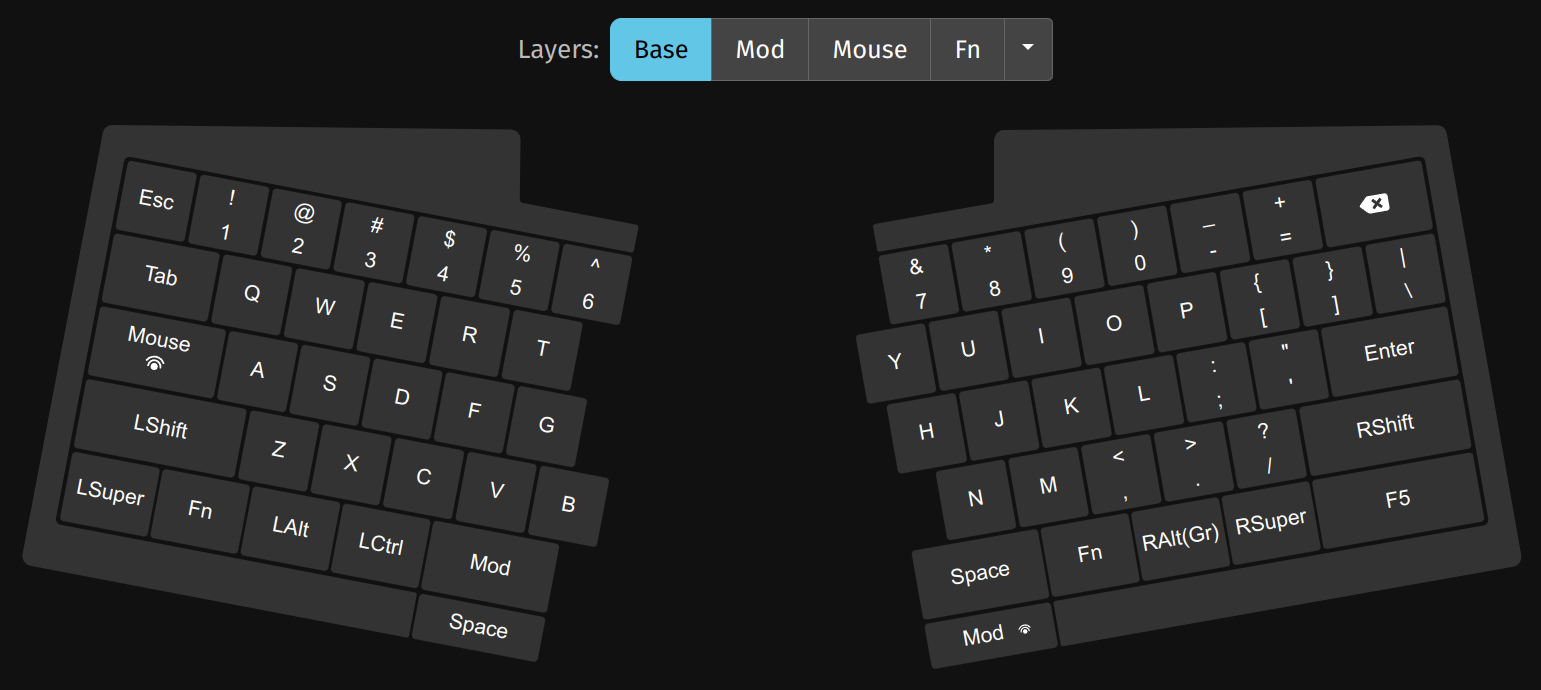 Layers: Base Mod Mouse Fn
Esc ! 1 @ 2 # 3 $ 4 % 5 ^ 6
Tab Q W E R T
Mouse A S D F G
LShift Z X C V B
LSuper Fn LAlt LCtrl Mod
Space
& 7 * 8 ( 9 ) 0 _ - + =
Y U I O P { [ } ] | \
H J K L : ; " ' Enter
N M < , > . ? / RShift
Space Fn RAlt(Gr) RSuper F5
Mod